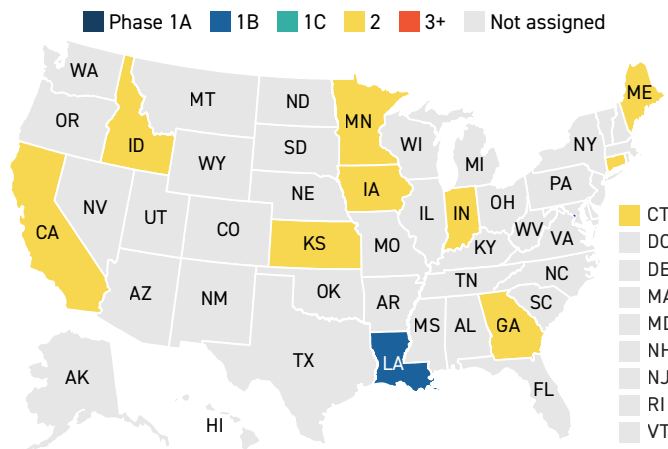 Phase 1A 1B 1C 2 3+ Not assigned
WA
MT
ND
MN
ME
OR
ID
SD
WI
NY
WY
MI
IA
PA
NE
NV
IL
IN
OH
CT
UT
CO
CA
KS
MO
WV
VA
KY
DC
DE
NC
TN
OK
AZ
NM
AR
SC
MA
MS
AL
GA
MD
NH
TX
LA
AK
NJ
FL
RI
HI
VT